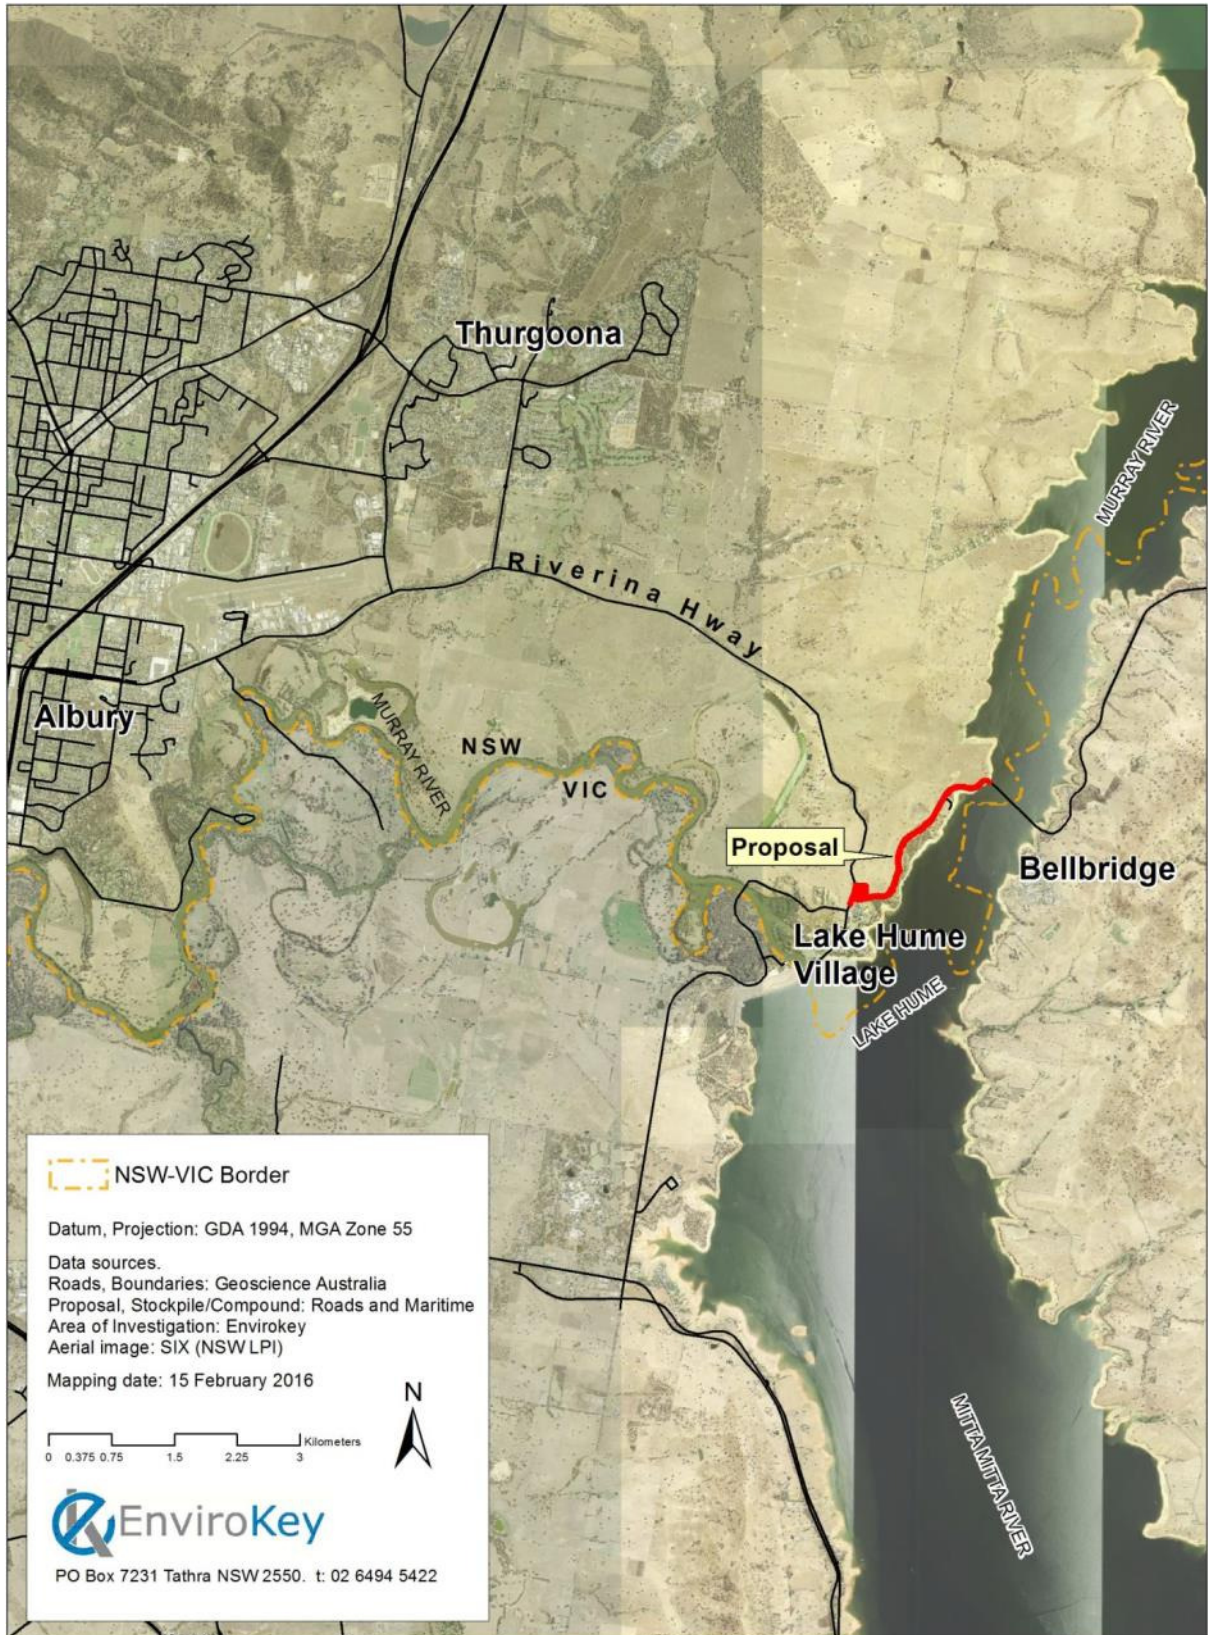 Thurgoona
MURRAY RIVER
Riverina Hway
Albury
MURRAY RIVER
NSW
VIC
Proposal
Bellbridge
Lake Hume
Village
LAKE HUME
MITTA MITTA RIVER
NSW-VIC Border
Datum, Projection: GDA 1994, MGA Zone 55
Data sources.
Roads, Boundaries: Geoscience Australia
Proposal, Stockpile/Compound: Roads and Maritime
Area of Investigation: Envirokey
Aerial image: SIX (NSW LPI)
Mapping date: 15 February 2016
N
Kilometers
0 0.375 0.75 1.5 2.25 3
EnviroKey
PO Box 7231 Tathra NSW 2550. t: 02 6494 5422